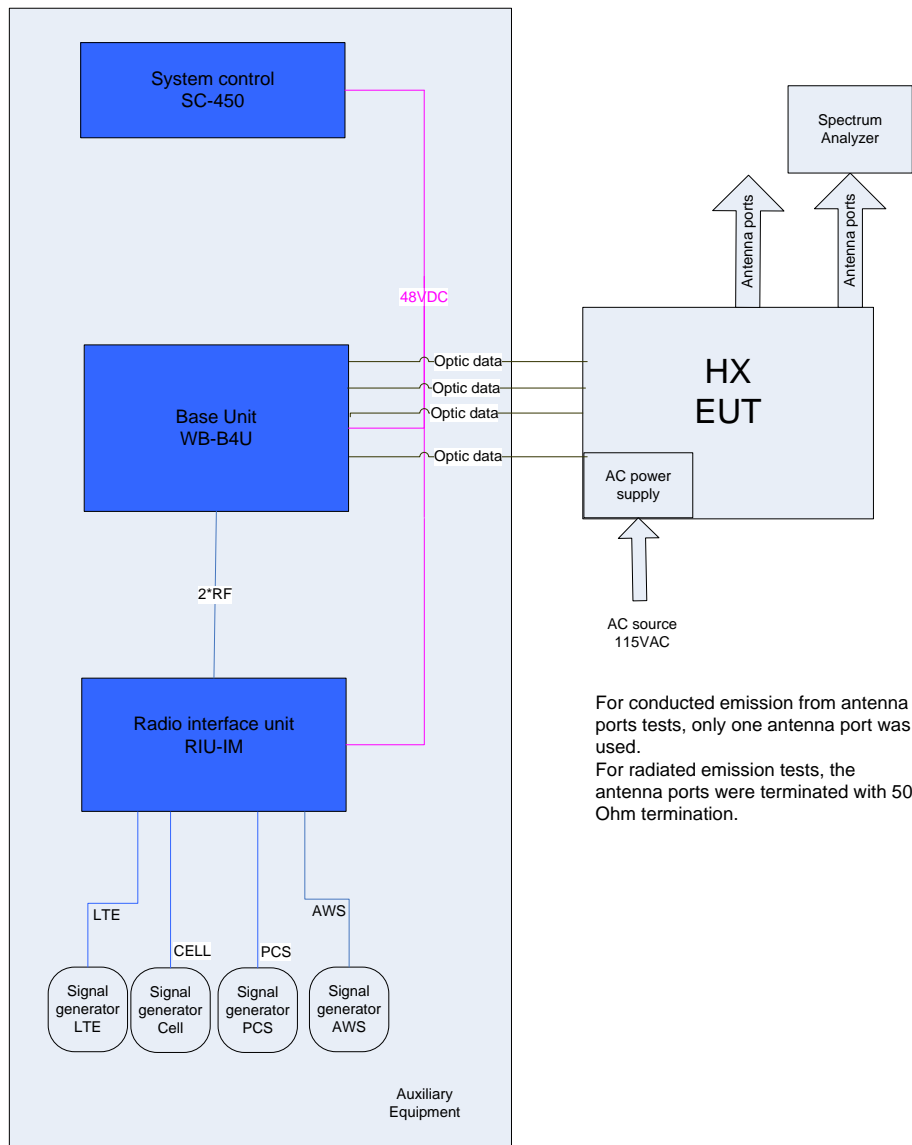 System control
SC-450
Spectrum
Analyzer
Antenna ports
Antenna ports
48VDC
Optic data
Optic data
Optic data
Optic data
Base Unit
WB-B4U
HX
EUT
AC power
supply
2*RF
AC source
115VAC
Radio interface unit
RIU-IM
For conducted emission from antenna
ports tests, only one antenna port was
used.
For radiated emission tests, the
antenna ports were terminated with 50
Ohm termination.
LTE
CELL
PCS
AWS
Signal
generator
LTE
Signal
generator
Cell
Signal
generator
PCS
Signal
generator
AWS
Auxiliary
Equipment